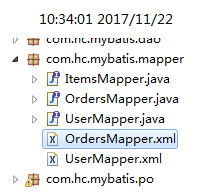 10:34:01 2017/11/22
com.hc.mybatis.dao
com.hc.mybatis.mapper
ItemsMapper.java
OrdersMapper.java
UserMapper.java
OrdersMapper.xml
UserMapper.xml
com.hc.mybatis.po